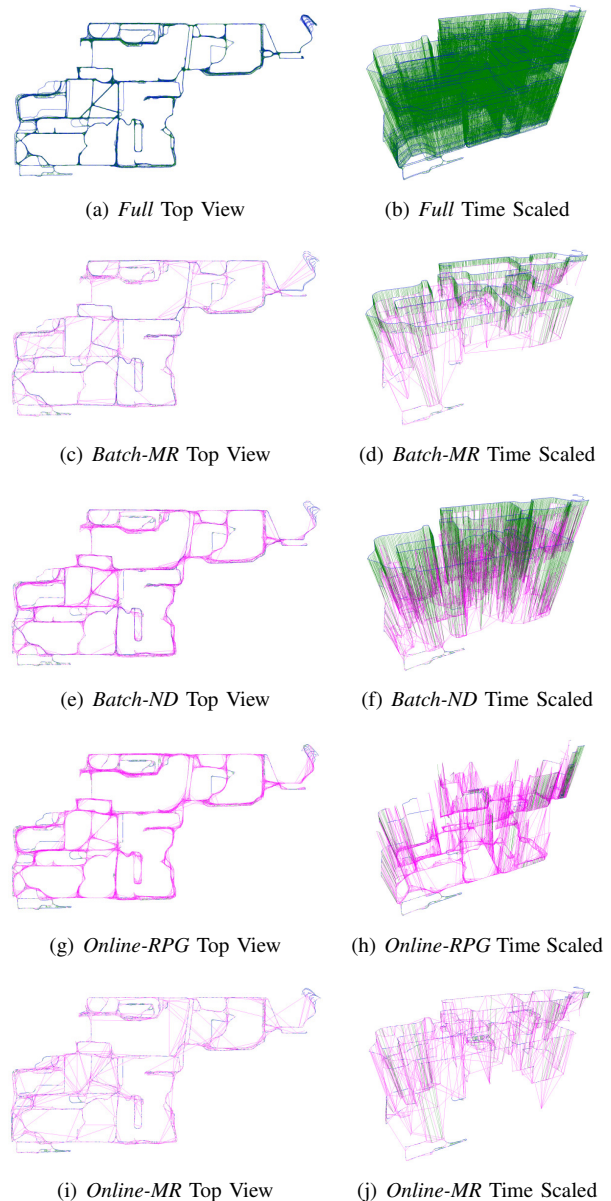 (a) Full Top View
(b) Full Time Scaled
(c) Batch-MR Top View
(d) Batch-MR Time Scaled
(e) Batch-ND Top View
(f) Batch-ND Time Scaled
(g) Online-RPG Top View
(h) Online-RPG Time Scaled
(i) Online-MR Top View
(j) Online-MR Time Scaled